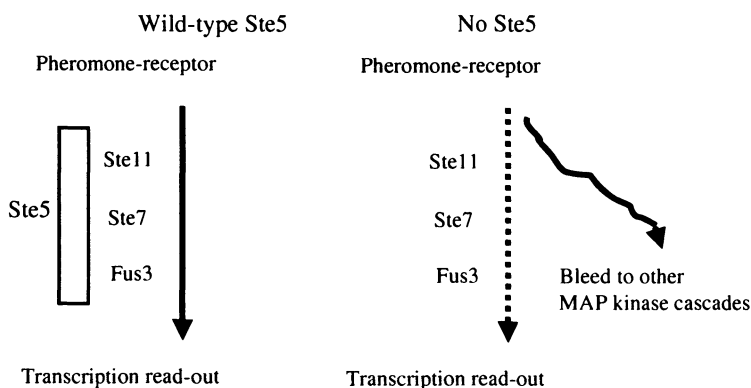 Wild-type Ste5
Pheromone-receptor
Ste5
Ste11
Ste7
Fus3
Transcription read-out
No Ste5
Pheromone-receptor
Ste11
Ste7
Fus3
Bleed to other
MAP kinase cascades
Transcription read-out